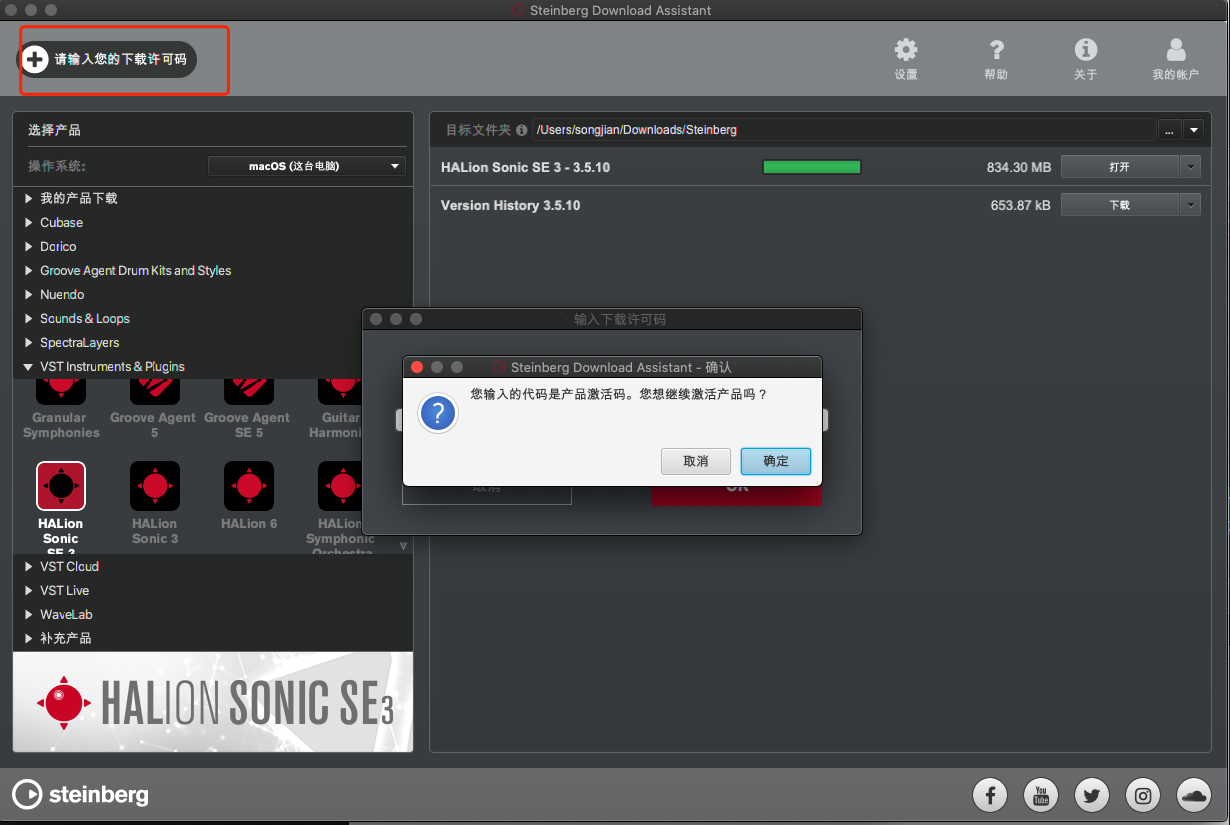 Steinberg Download Assistant
请输入您的下载许可码
设置
帮助
关于
我的帐户
选择产品
操作系统:
macOS (这台电脑)
我的产品下载
Cubase
Dorico
Groove Agent Drum Kits and Styles
Nuendo
Sounds & Loops
SpectraLayers
VST Instruments & Plugins
Granular
Symphonies
Groove Agent
5
Groove Agent
SE 5
Guitar
HALion
Sonic
SE 3
HALion
Sonic 3
HALion 6
HALion
Symphonic
Orchestra
VST Cloud
VST Live
WaveLab
补充产品
HALION SONIC SE3
目标文件夹
/Users/songjian/Downloads/Steinberg
...
HALion Sonic SE 3 - 3.5.10
834.30 MB
打开
Version History 3.5.10
653.87 kB
下载
输入下载许可码
Steinberg Download Assistant - 确认
您输入的代码是产品激活码。您想继续激活产品吗？
?
取消
确定
取消
OK
steinberg
You
Tube